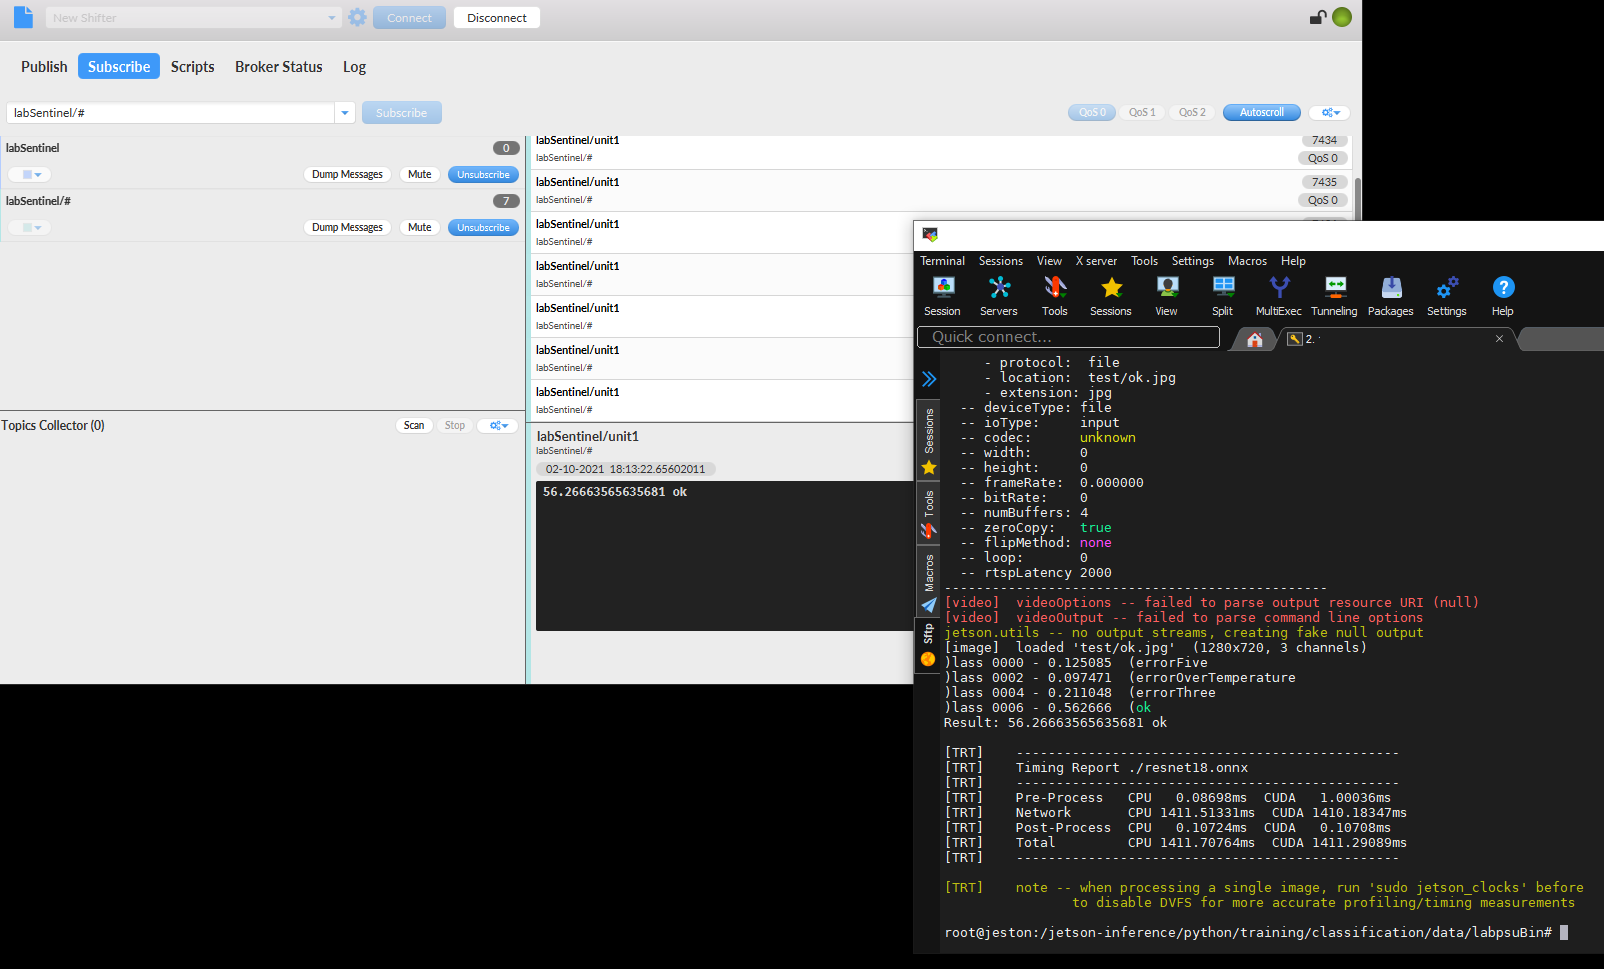 New Shifter
Connect
Disconnect
Publish
Subscribe
Scripts
Broker Status
Log
labSentinel/#
Subscribe
QoS 0
QoS 1
QoS 2
Autoscroll
labSentinel
0
Dump Messages
Mute
Unsubscribe
labSentinel/#
7
Dump Messages
Mute
Unsubscribe
Topics Collector (0)
Scan
Stop
labSentinel/unit1
7434
labSentinel/#
QoS 0
labSentinel/unit1
7435
labSentinel/#
QoS 0
labSentinel/unit1
labSentinel/#
labSentinel/unit1
labSentinel/#
labSentinel/unit1
labSentinel/#
labSentinel/unit1
labSentinel/#
labSentinel/unit1
labSentinel/#
labSentinel/unit1
labSentinel/#
02-10-2021 18:13:22.65602011
56.26663565635681 ok
Terminal Sessions View X server Tools Settings Macros Help
Session Servers Tools Sessions View Split MultiExec Tunneling Packages Settings Help
Quick connect...
2.
Sessions
Tools
Macros
Sftp
- protocol: file
- location: test/ok.jpg
- extension: jpg
-- deviceType: file
-- ioType: input
-- codec: unknown
-- width: 0
-- height: 0
-- frameRate: 0.000000
-- bitRate: 0
-- numBuffers: 4
-- zeroCopy: true
-- flipMethod: none
-- loop: 0
-- rtspLatency 2000
------------------------------------------------
[video] videoOptions -- failed to parse output resource URI (null)
[video] videoOutput -- failed to parse command line options
jetson.utils -- no output streams, creating fake null output
[image] loaded 'test/ok.jpg' (1280x720, 3 channels)
)lass 0000 - 0.125085 (errorFive
)lass 0002 - 0.097471 (errorOverTemperature
)lass 0004 - 0.211048 (errorThree
)lass 0006 - 0.562666 (ok
Result: 56.26663565635681 ok
[TRT] ------------------------------------------------
[TRT] Timing Report ./resnet18.onnx
[TRT] ------------------------------------------------
[TRT] Pre-Process CPU 0.08698ms CUDA 1.00036ms
[TRT] Network CPU 1411.51331ms CUDA 1410.18347ms
[TRT] Post-Process CPU 0.10724ms CUDA 0.10708ms
[TRT] Total CPU 1411.70764ms CUDA 1411.29089ms
[TRT] ------------------------------------------------
[TRT] note -- when processing a single image, run 'sudo jetson_clocks' before
to disable DVFS for more accurate profiling/timing measurements
root@jeston:/jetson-inference/python/training/classification/data/labpsuBin#